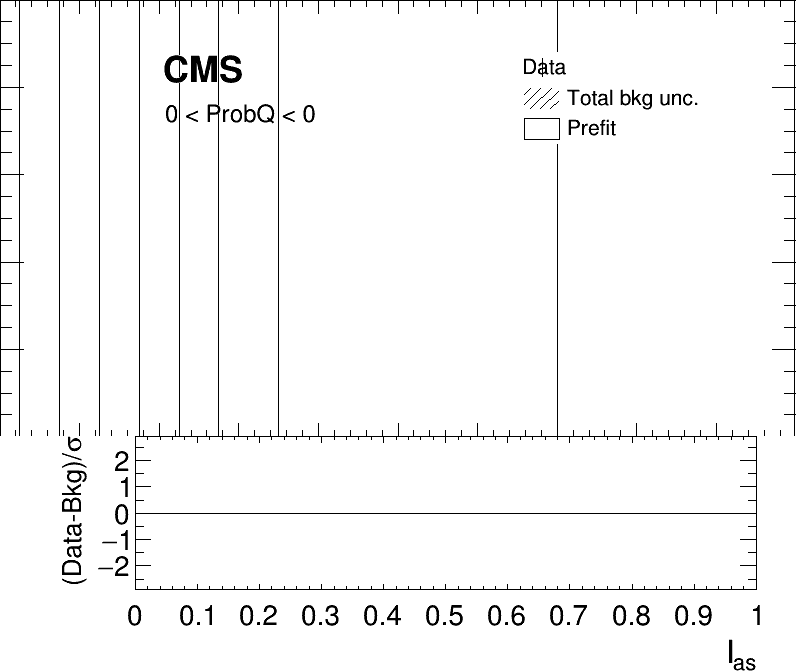 CMS
0 < ProbQ < 0
Data
Total bkg unc.
Prefit
(Data-Bkg)/σ
2
1
0
−1
−2
0 0.1 0.2 0.3 0.4 0.5 0.6 0.7 0.8 0.9 1
I_as